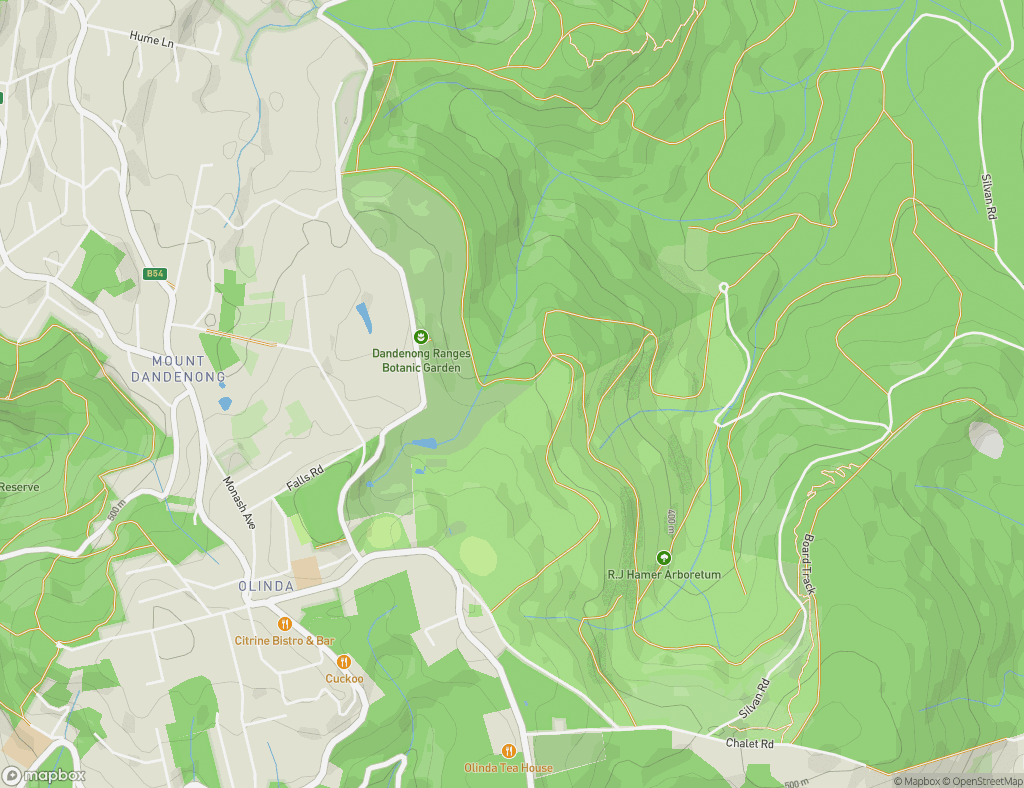 Hume Ln
Silvan Rd
B54
Dandenong Ranges
Botanic Garden
MOUNT
DANDENONG
Falls Rd
Reserve
Monash Ave
500 m
400 m
R.J Hamer Arboretum
Board Track
OLINDA
Citrine Bistro & Bar
Cuckoo
Silvan Rd
Chalet Rd
Olinda Tea House
500 m
mapbox
© Mapbox © OpenStreetMap